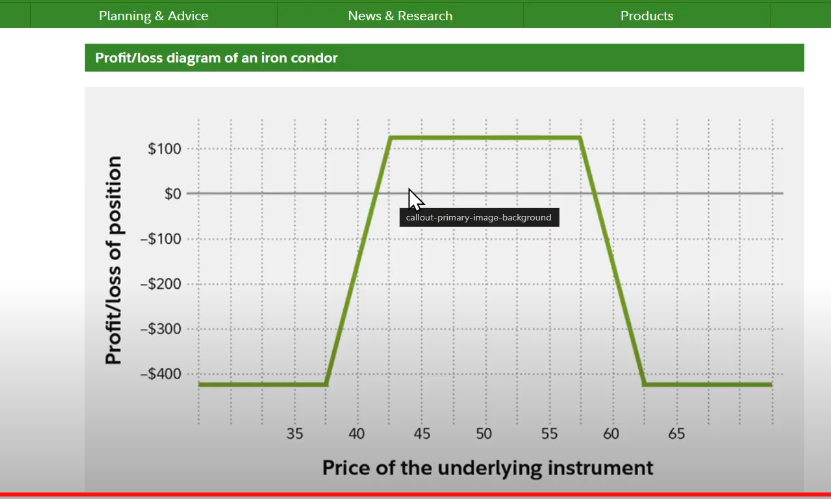 Planning & Advice News & Research Products
Profit/loss diagram of an iron condor
Profit/loss of position
$100
$0
callout-primary-image-background
–$100
–$200
–$300
–$400
35 40 45 50 55 60 65
Price of the underlying instrument